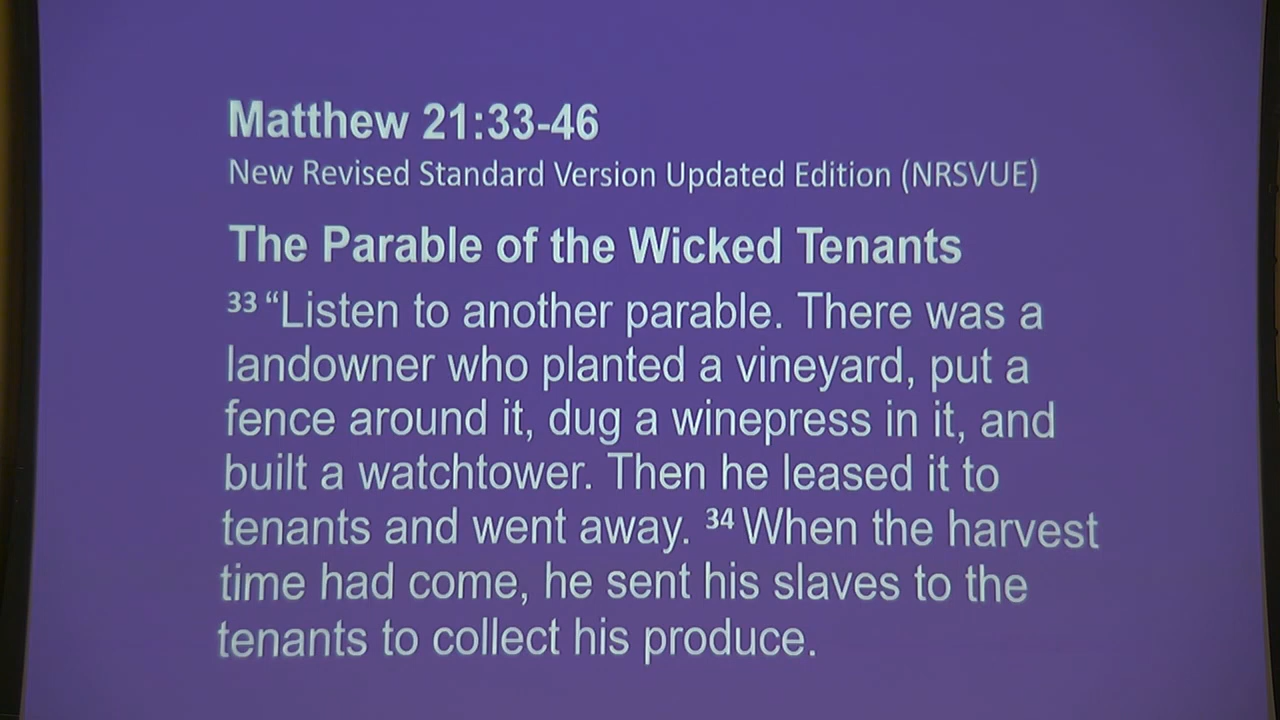 Matthew 21:33-46
New Revised Standard Version Updated Edition (NRSVUE)
The Parable of the Wicked Tenants
33 “Listen to another parable. There was a
landowner who planted a vineyard, put a
fence around it, dug a winepress in it, and
built a watchtower. Then he leased it to
tenants and went away. 34 When the harvest
time had come, he sent his slaves to the
tenants to collect his produce.